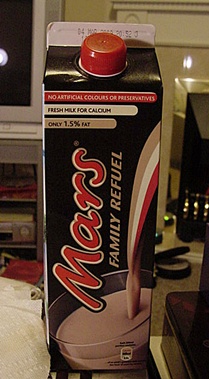 NO ARTIFICIAL COLOURS OR PRESERVATIVES
FRESH MILK FOR CALCIUM
ONLY 1.5% FAT
Mars®
FAMILY REFUEL